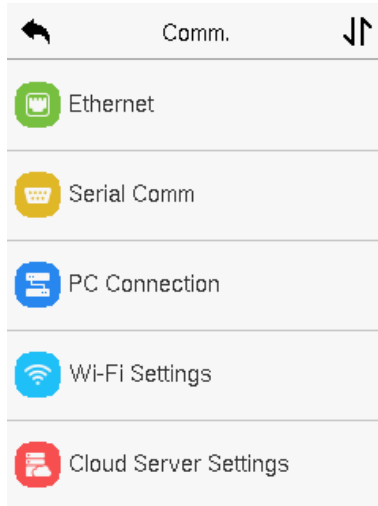 Comm.
Ethernet
Serial Comm
PC Connection
Wi-Fi Settings
Cloud Server Settings